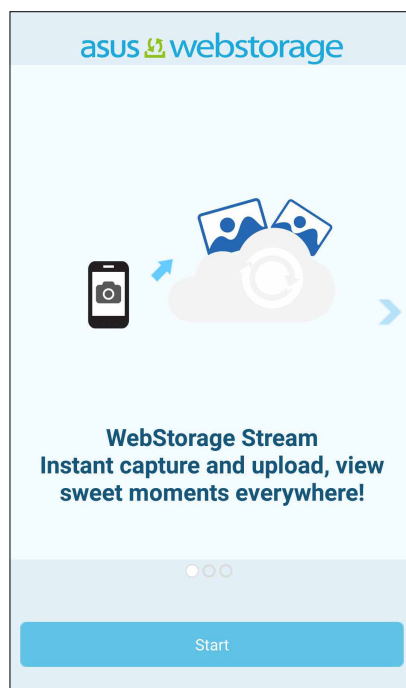 asus webstorage
WebStorage Stream
Instant capture and upload, view
sweet moments everywhere!
Start